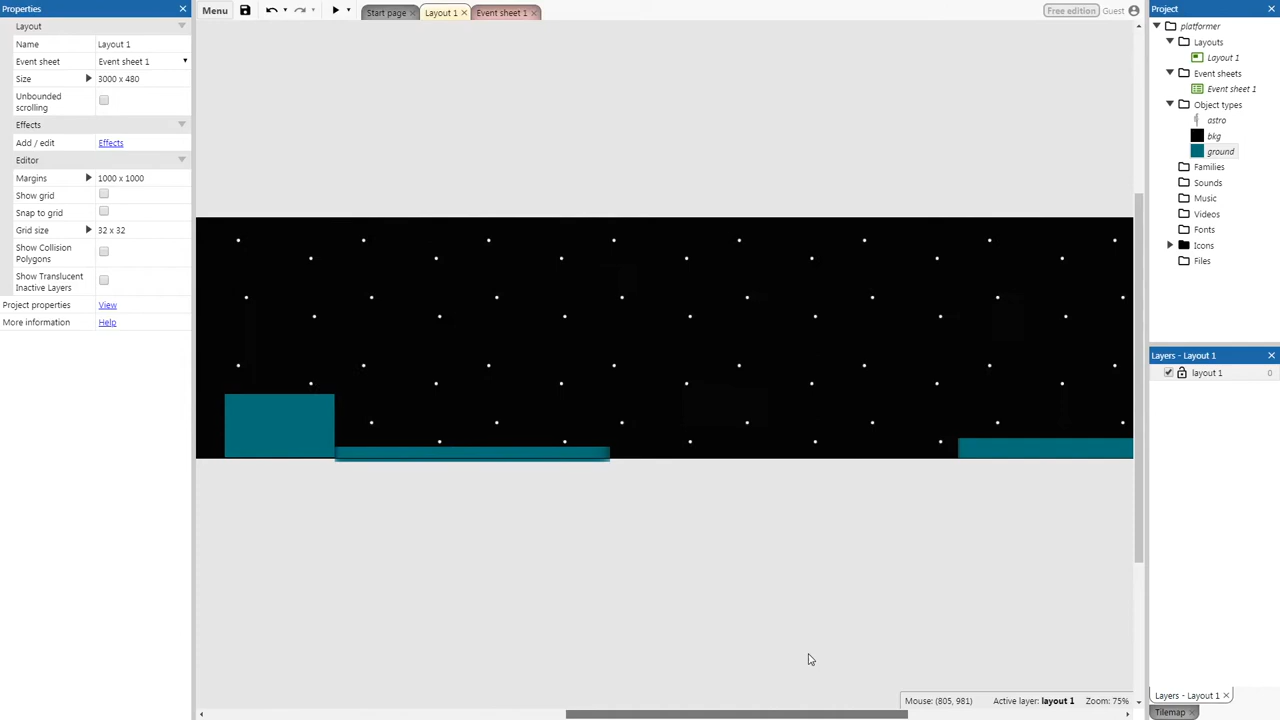 Properties
Layout
Name Layout 1
Event sheet Event sheet 1
Size 3000 x 480
Unbounded
scrolling
Effects
Add / edit Effects
Editor
Margins 1000 x 1000
Show grid
Snap to grid
Grid size 32 x 32
Show Collision
Polygons
Show Translucent
Inactive Layers
Project properties View
More information Help
Menu
Start page
Layout 1
Event sheet 1
Free edition Guest
Mouse: (805, 981) Active layer: layout 1 Zoom: 75%
Project
platformer
Layouts
Layout 1
Event sheets
Event sheet 1
Object types
astro
bkg
ground
Families
Sounds
Music
Videos
Fonts
Icons
Files
Layers - Layout 1
layout 1 0
Layers - Layout 1
Tilemap